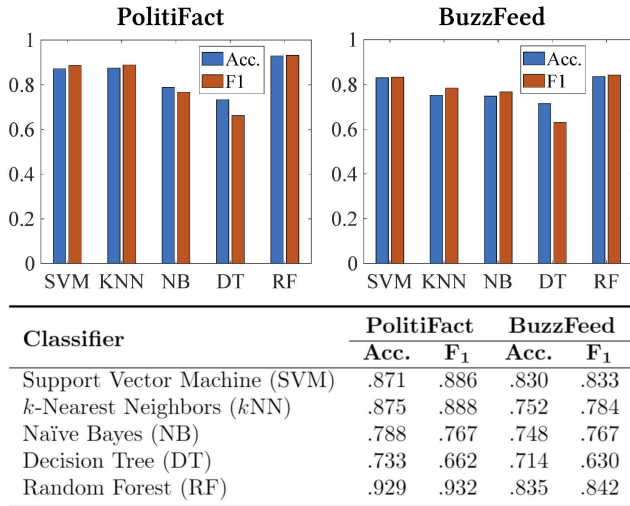 PolitiFact BuzzFeed
1 1
Acc. Acc.
F1 F1
0.8 0.8
0.6 0.6
0.4 0.4
0.2 0.2
0 0
SVM KNN NB DT RF SVM KNN NB DT RF
Classifier PolitiFact BuzzFeed
Acc. F₁ Acc. F₁
Support Vector Machine (SVM) .871 .886 .830 .833
k-Nearest Neighbors (kNN) .875 .888 .752 .784
Naïve Bayes (NB) .788 .767 .748 .767
Decision Tree (DT) .733 .662 .714 .630
Random Forest (RF) .929 .932 .835 .842